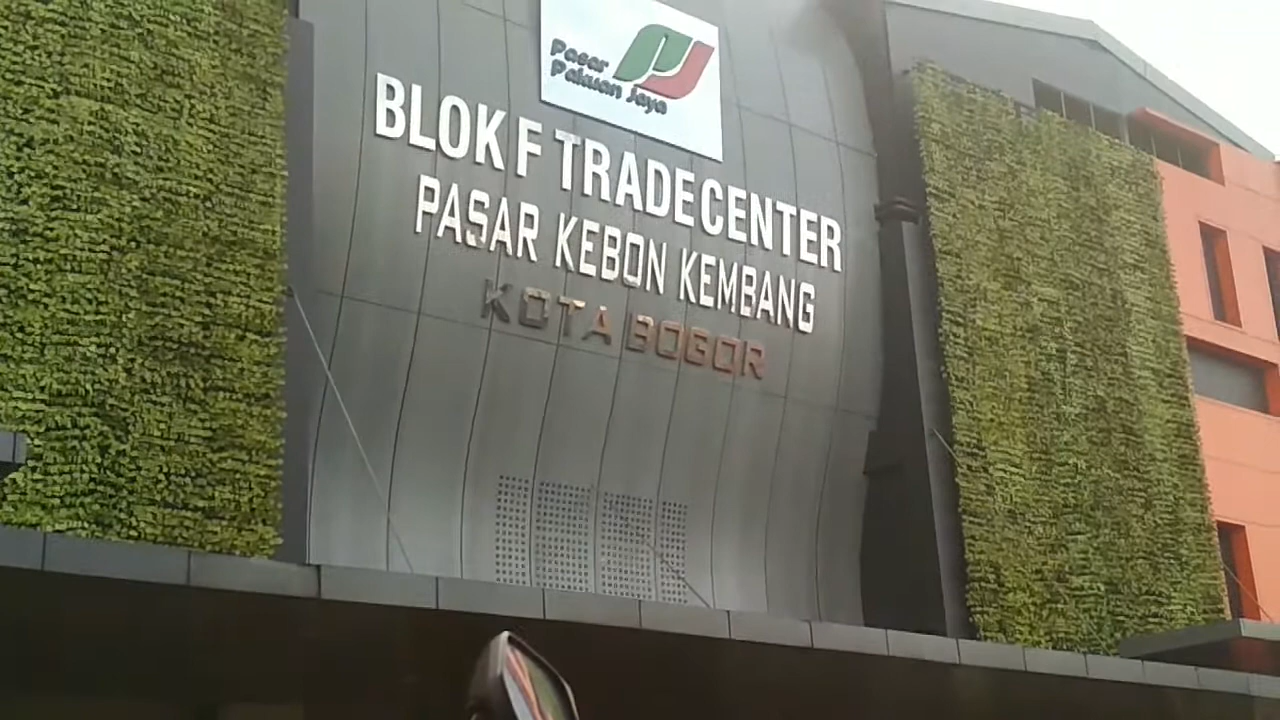 Pasar
Pakuan Jaya
BLOK F TRADE CENTER
PASAR KEBON KEMBANG
KOTA BOGOR